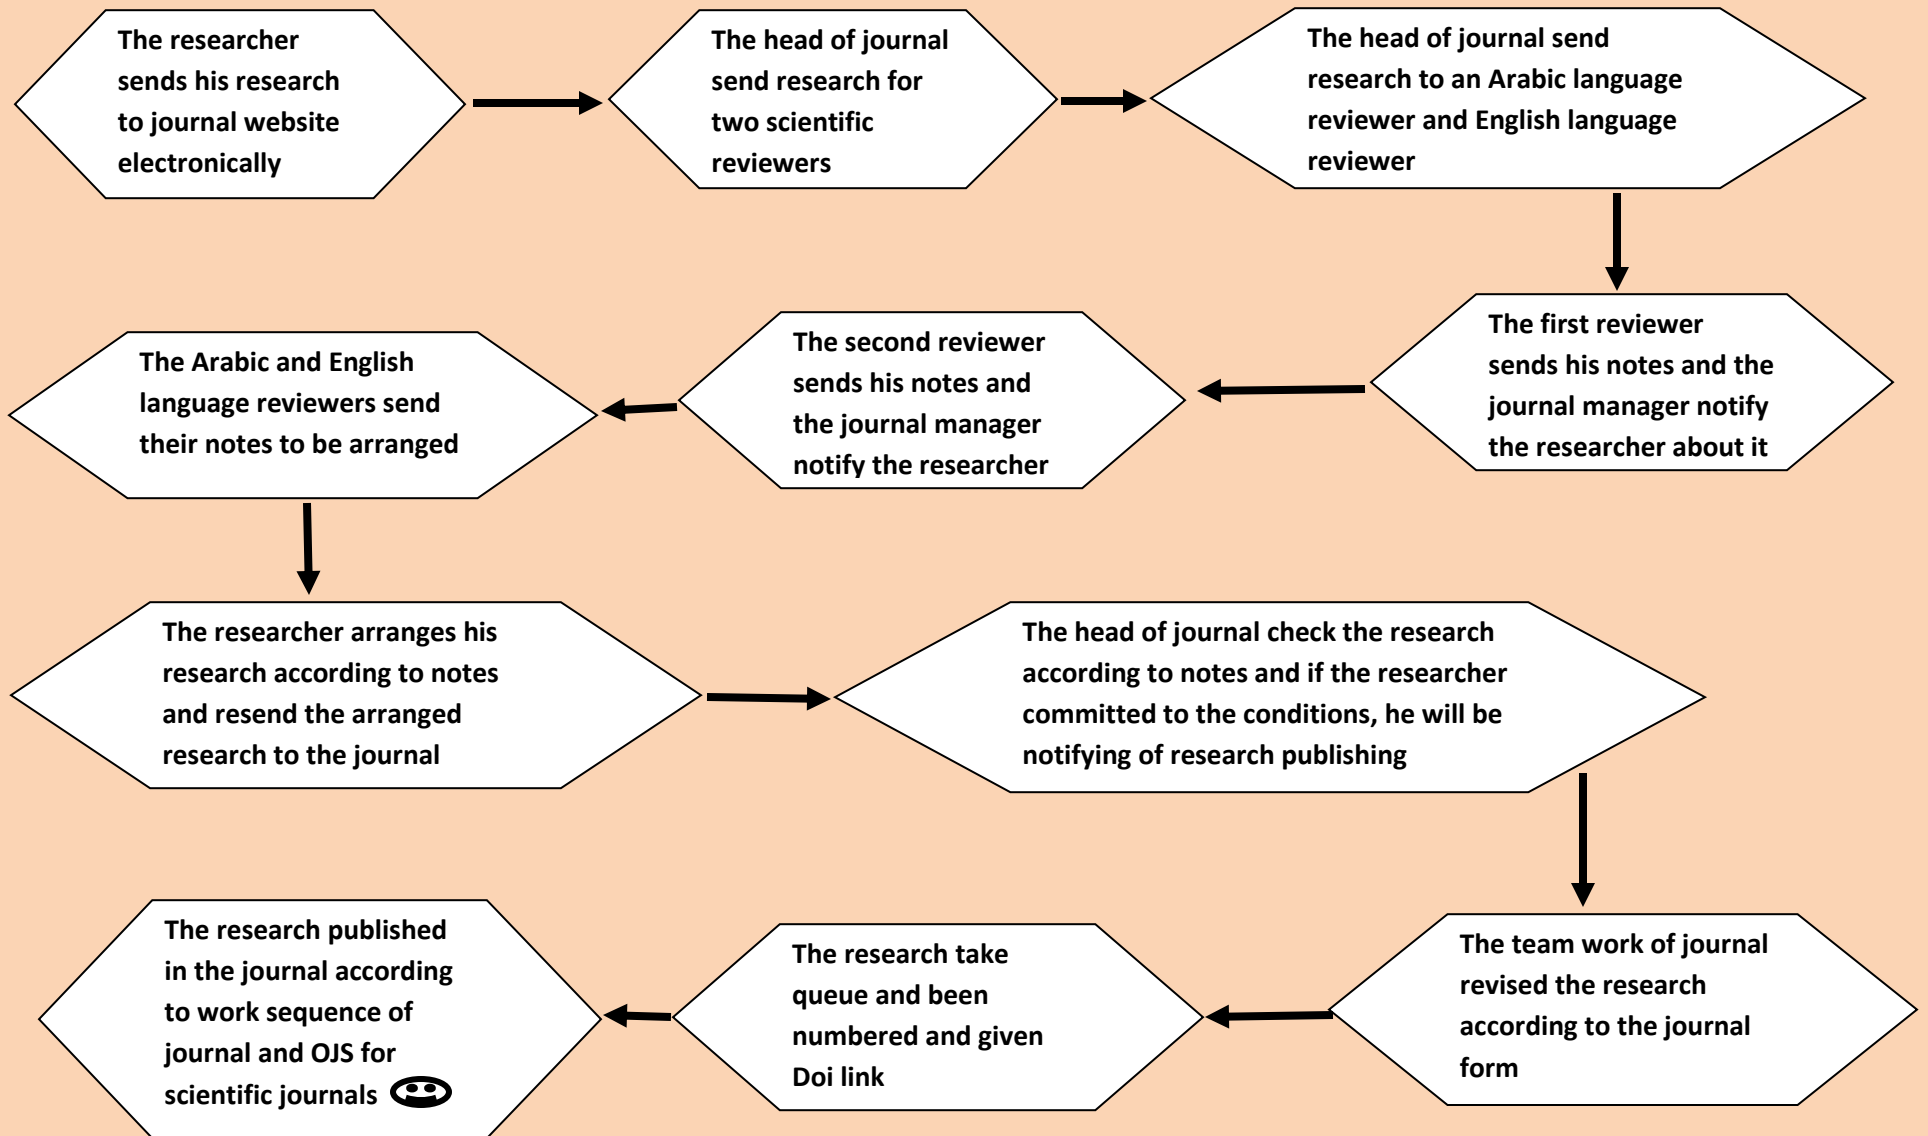 The researcher
sends his research
to journal website
electronically
The head of journal
send research for
two scientific
reviewers
The head of journal send
research to an Arabic language
reviewer and English language
reviewer
The first reviewer
sends his notes and the
journal manager notify
the researcher about it
The second reviewer
sends his notes and
the journal manager
notify the researcher
The Arabic and English
language reviewers send
their notes to be arranged
The researcher arranges his
research according to notes
and resend the arranged
research to the journal
The head of journal check the research
according to notes and if the researcher
committed to the conditions, he will be
notifying of research publishing
The team work of journal
revised the research
according to the journal
form
The research take
queue and been
numbered and given
Doi link
The research published
in the journal according
to work sequence of
journal and OJS for
scientific journals